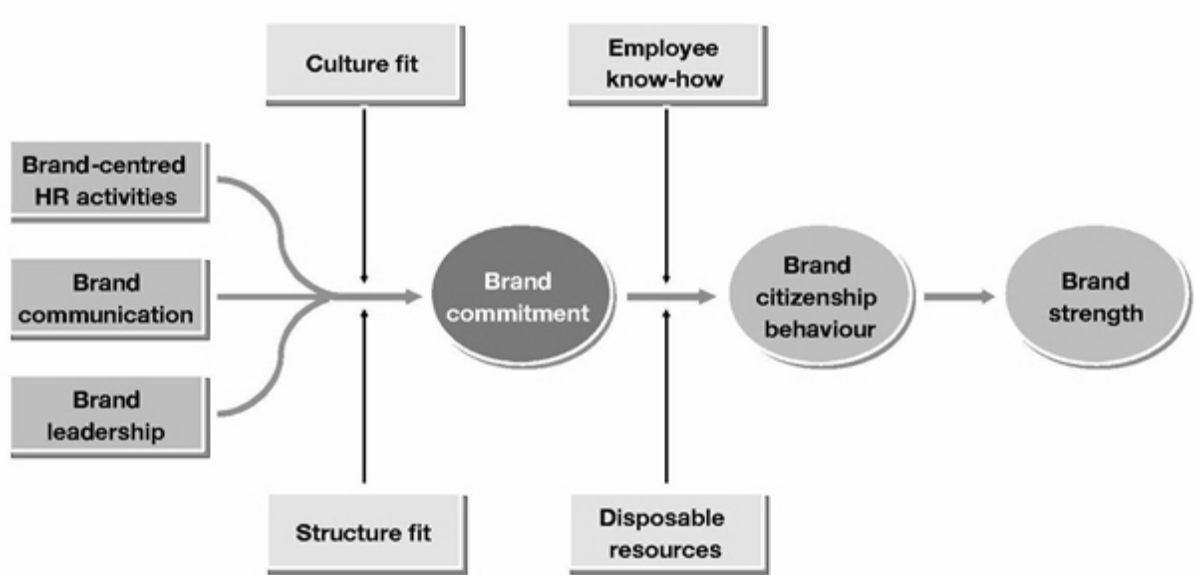 Culture fit
Employee
know-how
Brand-centred
HR activities
Brand
communication
Brand
leadership
Brand
commitment
Brand
citizenship
behaviour
Brand
strength
Structure fit
Disposable
resources